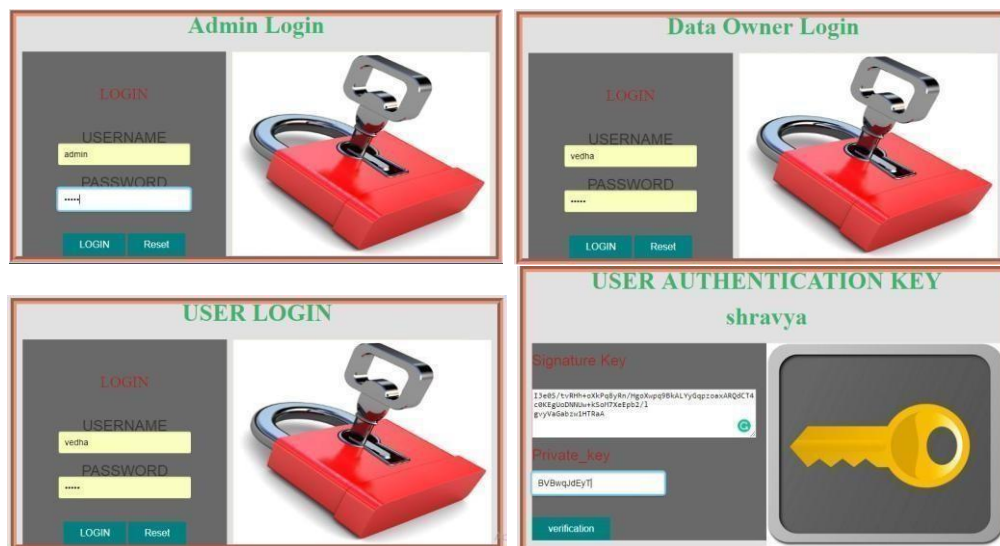 Admin Login
LOGIN
USERNAME
admin
PASSWORD
•••••
LOGIN Reset
Data Owner Login
LOGIN
USERNAME
vedha
PASSWORD
•••••
LOGIN Reset
USER LOGIN
LOGIN
USERNAME
vedha
PASSWORD
•••••
LOGIN Reset
USER AUTHENTICATION KEY
shravya
Signature Key
gvyVaGabzw1HTRaA
Private_key
BVBwqJdEyT
verification